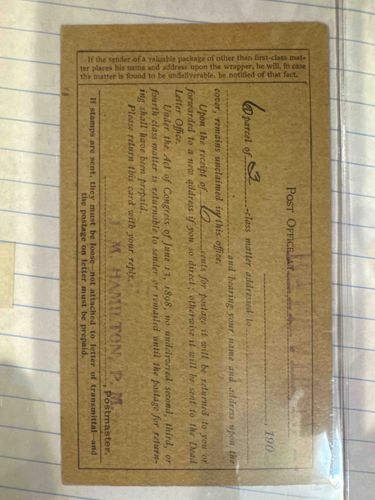 If the sender of a valuable package of other than first-class mat-
ter places his name and address upon the wrapper, he will, in case
the matter is found to be undeliverable, be notified of that fact.
POST OFFICE AT
190
6 parcel of 3 -class matter addressed to
and bearing your name and address upon the
cover, remains unclaimed in this office.
Upon the receipt of 6 cents for postage it will be returned to you or
forwarded to a new address if you so direct; otherwise it will be sent to the Dead
Letter Office.
Under the Act of Congress of June 13, 1898, no undelivered second, third, or
fourth class matter is returnable to sender or remailed until the postage for return-
ing shall have been prepaid.
Please return this card with your reply.
J M HAMILTON, P. M.
, Postmaster.
If stamps are sent, they must be loose—not attached to letter of transmittal—and
the postage on letter must be prepaid.